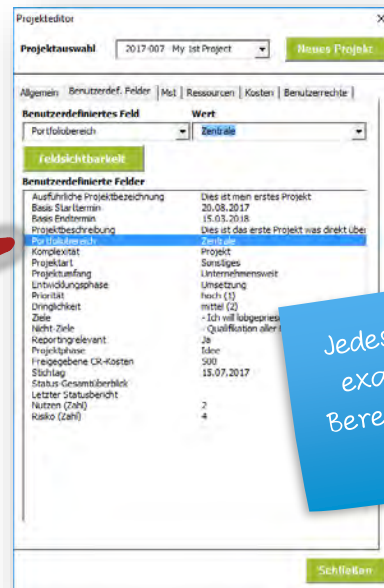 Projekteditor
Projektauswahl 2017-007 My 1st Project Neues Projekt
Allgemein Benutzerdef. Felder Mst Ressourcen Kosten Benutzerrechte
Benutzerdefiniertes Feld Wert
Portfoliobereich Zentrale
Feldsichtbarkeit
Benutzerdefinierte Felder
Ausführliche Projektbezeichnung Dies ist mein erstes Projekt
Basis Starttermin 20.08.2017
Basis Endtermin 15.03.2018
Projektbeschreibung Dies ist das erste Projekt was direkt über
Portfoliobereich Zentrale
Komplexität Projekt
Projektart Sonstiges
Projektumfang Unternehmensweit
Entwicklungsphase Umsetzung
Priorität hoch (1)
Dringlichkeit mittel (2)
Ziele - Ich will lobgepries
Nicht-Ziele - Qualifikation aller
Reportingrelevant Ja
Projektphase Idee
Freigegebene CR-Kosten 500
Stichtag 15.07.2017
Status Gesamtüberblick
Letzter Statusbericht
Nutzen (Zahl) 2
Risiko (Zahl) 4
Jedes
exa
Bere
Schließen